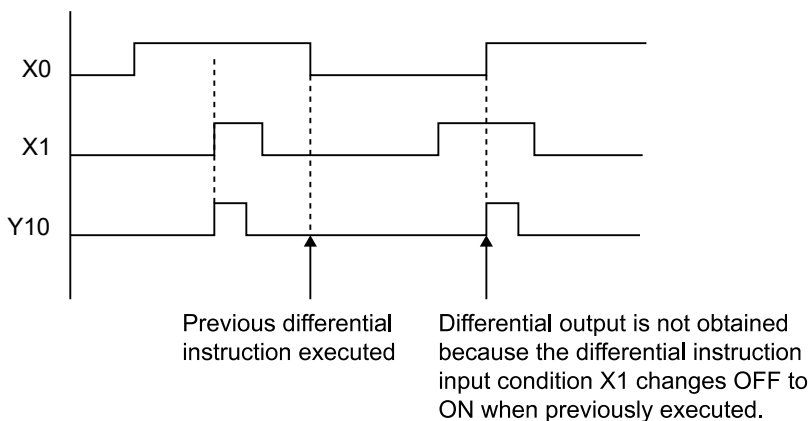 X0
X1
Y10
Previous differential
instruction executed
Differential output is not obtained
because the differential instruction
input condition X1 changes OFF to
ON when previously executed.